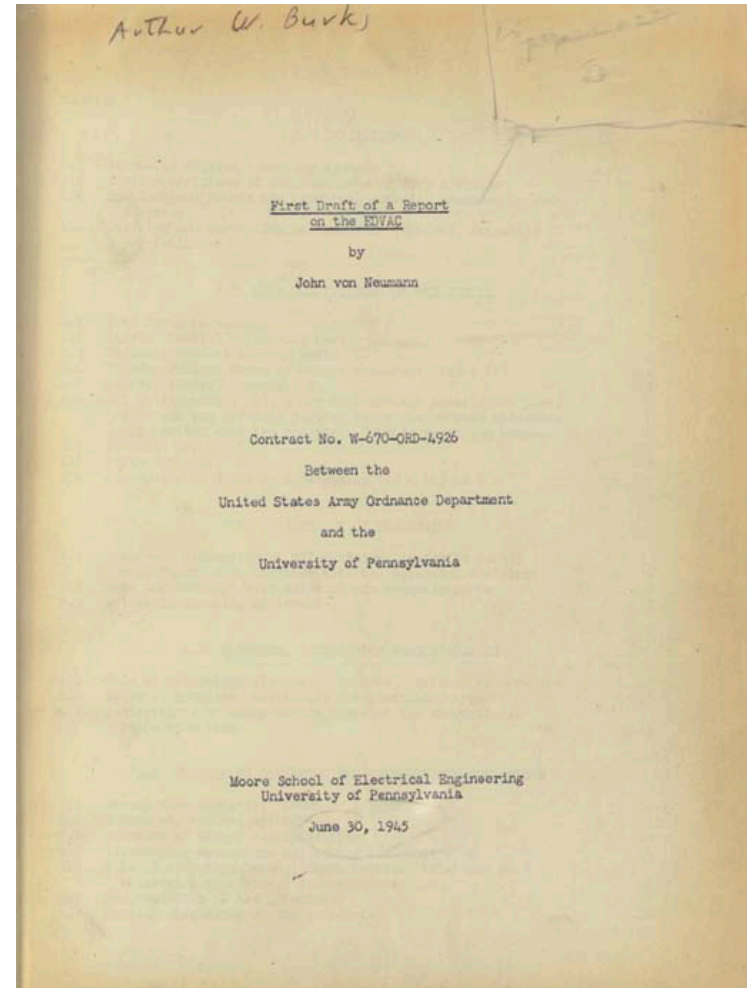 Arthur W. Burks
First Draft of a Report
on the EDVAC
by
John von Neumann
Contract No. W-670-ORD-4926
Between the
United States Army Ordnance Department
and the
University of Pennsylvania
Moore School of Electrical Engineering
University of Pennsylvania
June 30, 1945